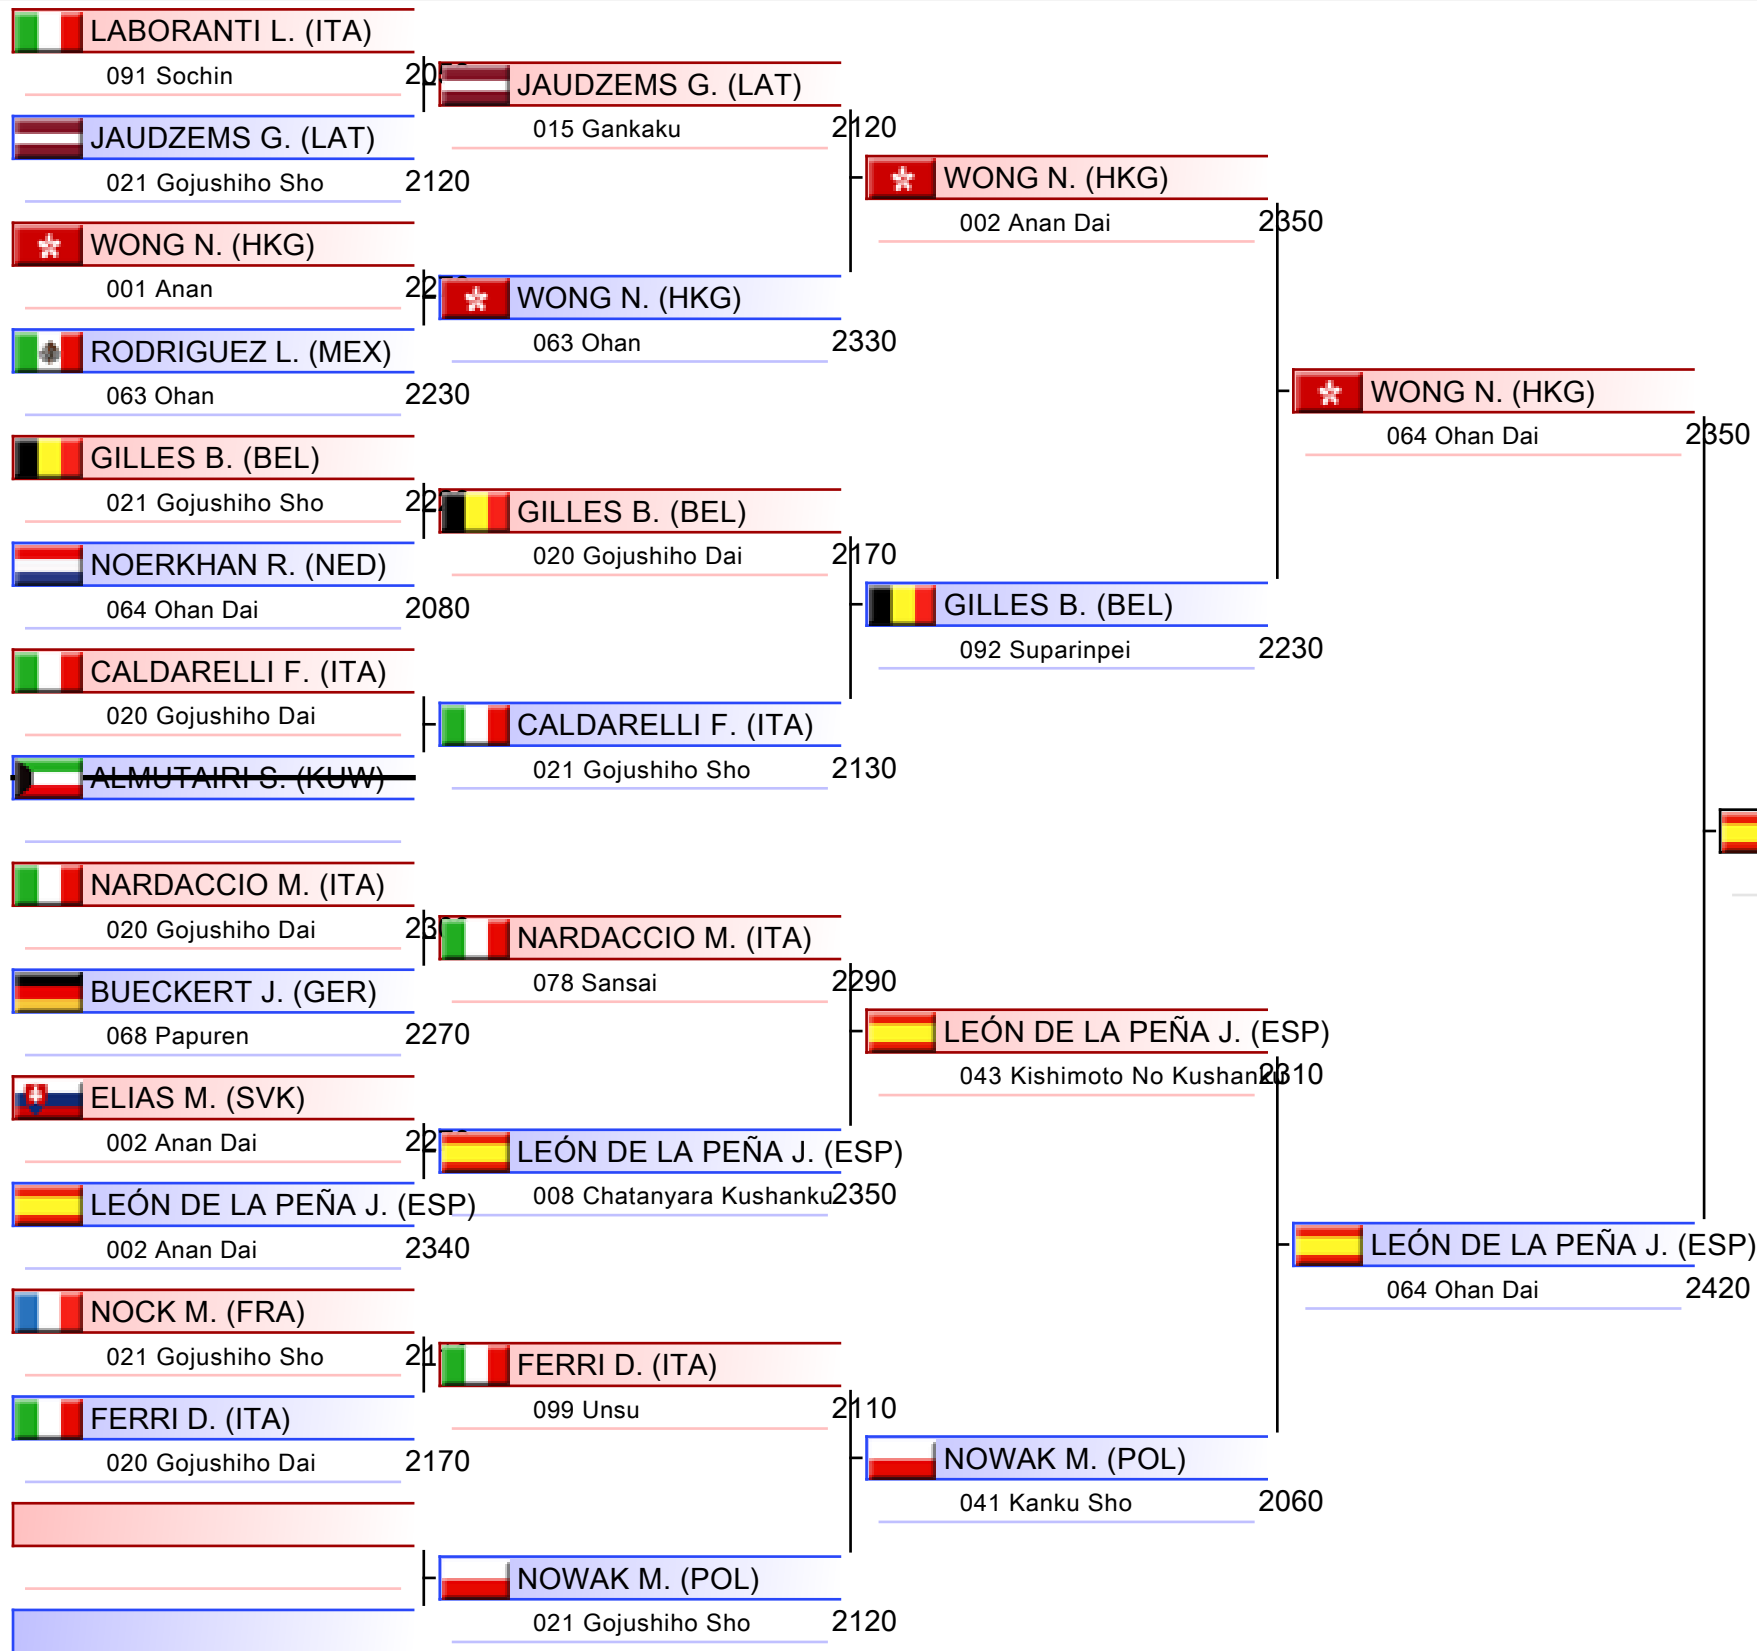 LABORANTI L. (ITA)
091 Sochin
JAUDZEMS G. (LAT)
021 Gojushiho Sho 2120
WONG N. (HKG)
001 Anan
RODRIGUEZ L. (MEX)
063 Ohan 2230
GILLES B. (BEL)
021 Gojushiho Sho
NOERKHAN R. (NED)
064 Ohan Dai 2080
CALDARELLI F. (ITA)
020 Gojushiho Dai
ALMUTAIRI S. (KUW)
NARDACCIO M. (ITA)
020 Gojushiho Dai
BUECKERT J. (GER)
068 Papuren 2270
ELIAS M. (SVK)
002 Anan Dai
LEÓN DE LA PEÑA J. (ESP)
002 Anan Dai 2340
NOCK M. (FRA)
021 Gojushiho Sho
FERRI D. (ITA)
020 Gojushiho Dai 2170
JAUDZEMS G. (LAT)
015 Gankaku 2120
WONG N. (HKG)
063 Ohan 2330
GILLES B. (BEL)
020 Gojushiho Dai 2170
CALDARELLI F. (ITA)
021 Gojushiho Sho 2130
NARDACCIO M. (ITA)
078 Sansai 2290
LEÓN DE LA PEÑA J. (ESP)
008 Chatanyara Kushanku 2350
FERRI D. (ITA)
099 Unsu 2110
NOWAK M. (POL)
021 Gojushiho Sho 2120
WONG N. (HKG)
002 Anan Dai 2350
GILLES B. (BEL)
092 Suparinpei 2230
LEÓN DE LA PEÑA J. (ESP)
043 Kishimoto No Kushanku 2310
NOWAK M. (POL)
041 Kanku Sho 2060
WONG N. (HKG)
064 Ohan Dai 2350
LEÓN DE LA PEÑA J. (ESP)
064 Ohan Dai 2420